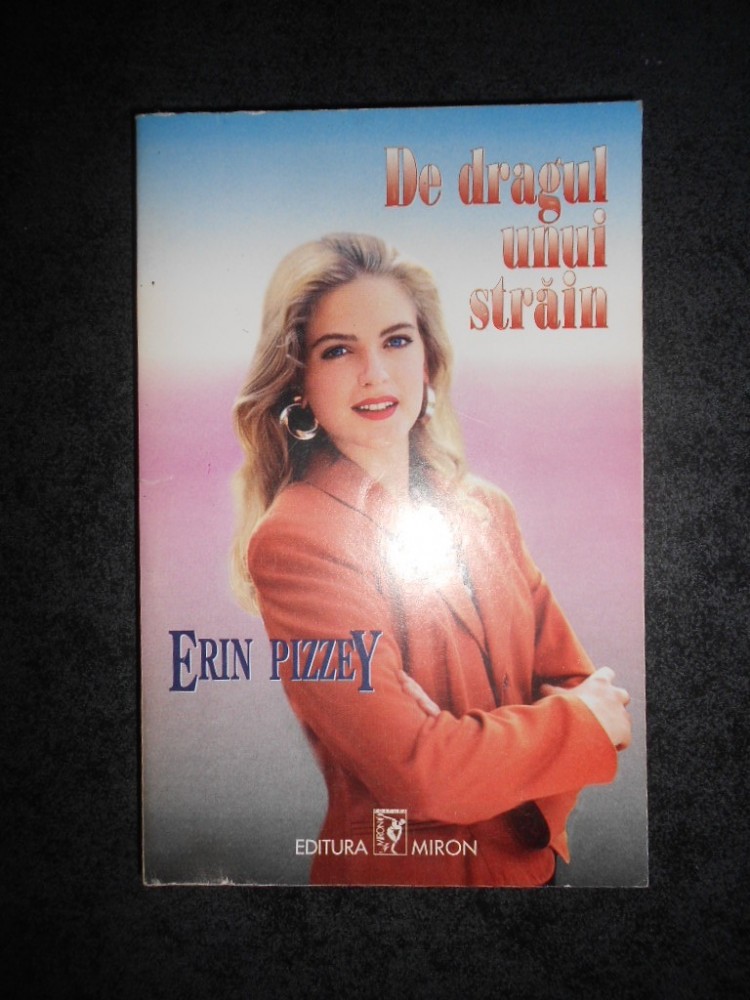 De dragul
unui
străin
ERIN PIZZEY
EDITURA MIRON